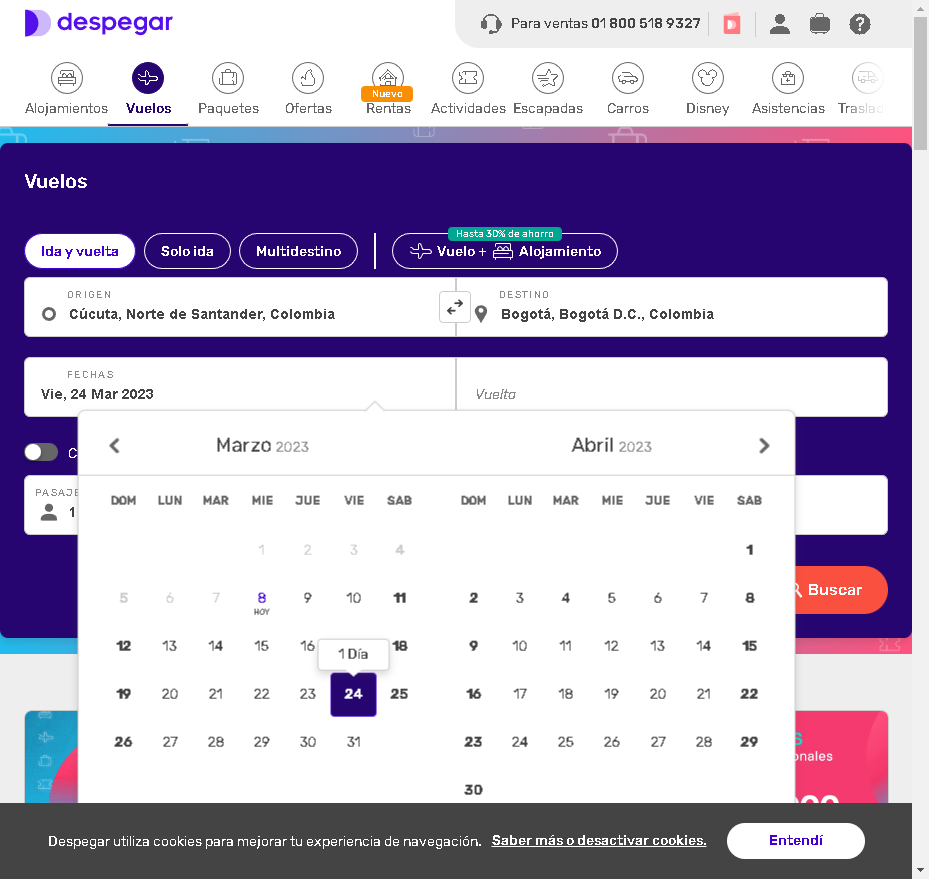 despegar
Para ventas 01 800 518 9327
Nuevo
Alojamientos Vuelos Paquetes Ofertas Rentas Actividades Escapadas Carros Disney Asistencias
Vuelos
Hasta 30% de ahorro
Ida y vuelta Solo ida Multidestino Vuelo + Alojamiento
ORIGEN DESTINO
Cúcuta, Norte de Santander, Colombia Bogotá, Bogotá D.C., Colombia
FECHAS
Vie, 24 Mar 2023 Vuelta
Marzo 2023 Abril 2023
DOM LUN MAR MIE JUE VIE SAB DOM LUN MAR MIE JUE VIE SAB
1
1 2 3 4 1
5 6 7 8 9 10 11 2 3 4 5 6 7 8
HOY
Buscar
12 13 14 15 16 18 9 10 11 12 13 14 15
1 Día
19 20 21 22 23 24 25 16 17 18 19 20 21 22
26 27 28 29 30 31 23 24 25 26 27 28 29
30
Despegar utiliza cookies para mejorar tu experiencia de navegación. Saber más o desactivar cookies. Entendí